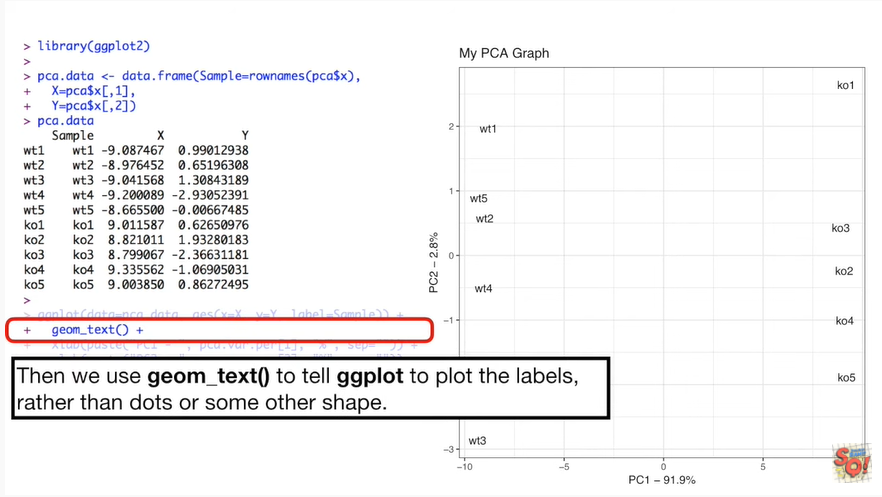 > library(ggplot2)
>
> pca.data <- data.frame(Sample=rownames(pca$x),
+ X=pca$x[,1],
+ Y=pca$x[,2])
> pca.data
Sample X Y
wt1 wt1 -9.087467 0.99012938
wt2 wt2 -8.976452 0.65196308
wt3 wt3 -9.041568 1.30843189
wt4 wt4 -9.200089 -2.93052391
wt5 wt5 -8.665500 -0.00667485
ko1 ko1 9.011587 0.62650976
ko2 ko2 8.821011 1.93280183
ko3 ko3 8.799067 -2.36631181
ko4 ko4 9.335562 -1.06905031
ko5 ko5 9.003850 0.86272495
>
> ggplot(data=pca.data, aes(x=X, y=Y, label=Sample)) +
+ geom_text() +
+ xlab(paste("PC1 - ", pca.var.per[1], "%", sep="")) +
Then we use geom_text() to tell ggplot to plot the labels,
rather than dots or some other shape.
My PCA Graph
ko1
2
wt1
1
wt5
wt2
ko3
0
ko2
wt4
−1
ko4
ko5
−3
wt3
−10 −5 0 5
PC1 − 91.9%
PC2 − 2.8%
SQ!